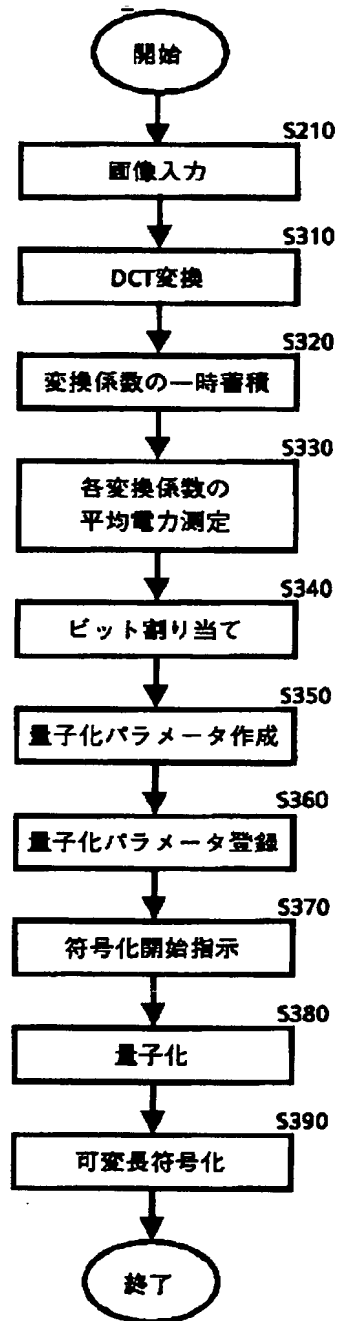 開始
S210
画像入力
S310
DCT変換
S320
変換係数の一時蓄積
S330
各変換係数の
平均電力測定
S340
ビット割り当て
S350
量子化パラメータ作成
S360
量子化パラメータ登録
S370
符号化開始指示
S380
量子化
S390
可変長符号化
終了